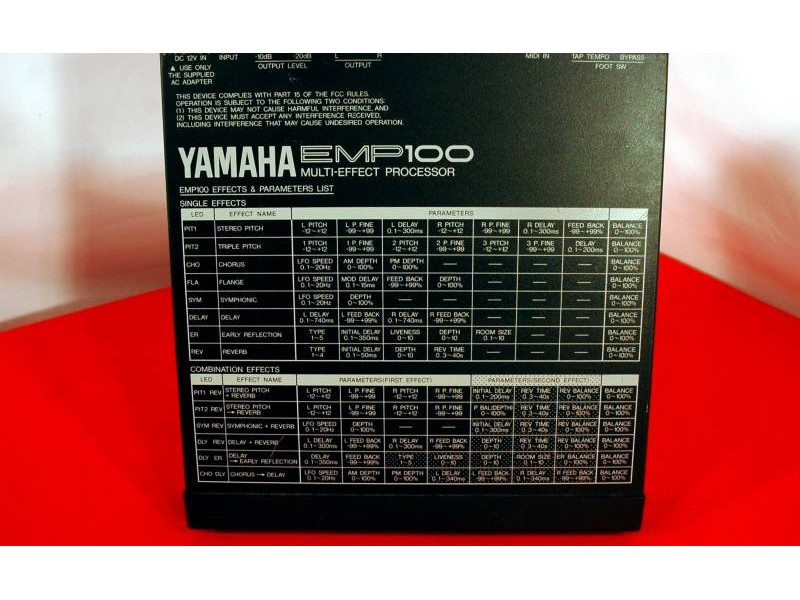 DC 12V IN INPUT -10dB -20dB L R MIDI IN TAP TEMPO BYPASS
▲ USE ONLY OUTPUT LEVEL OUTPUT FOOT SW
THE SUPPLIED
AC ADAPTER
THIS DEVICE COMPLIES WITH PART 15 OF THE FCC RULES.
OPERATION IS SUBJECT TO THE FOLLOWING TWO CONDITIONS:
(1) THIS DEVICE MAY NOT CAUSE HARMFUL INTERFERENCE, AND
(2) THIS DEVICE MUST ACCEPT ANY INTERFERENCE RECEIVED,
INCLUDING INTERFERENCE THAT MAY CAUSE UNDESIRED OPERATION.
YAMAHA EMP100
MULTI-EFFECT PROCESSOR
EMP100 EFFECTS & PARAMETERS LIST
SINGLE EFFECTS
LED EFFECT NAME PARAMETERS
PIT1 STEREO PITCH L PITCH L P. FINE L DELAY R PITCH R P. FINE R DELAY FEED BACK BALANCE
-12~+12 -99~+99 0.1~300ms -12~+12 -99~+99 0.1~300ms -99~+99% 0~100%
PIT2 TRIPLE PITCH 1 PITCH 1 P. FINE 2 PITCH 2 P. FINE 3 PITCH 3 P. FINE DELAY BALANCE
-12~+12 -99~+99 -12~+12 -99~+99 -12~+12 -99~+99 0.1~200ms 0~100%
CHO CHORUS LFO SPEED AM DEPTH PM DEPTH — — — — BALANCE
0.1~20Hz 0~100% 0~100% 0~100%
FLA FLANGE LFO SPEED MOD DELAY FEED BACK DEPTH — — — BALANCE
0.1~20Hz 0.1~15ms -99~+99% 0~100% 0~100%
SYM SYMPHONIC LFO SPEED DEPTH — — — — — BALANCE
0.1~20Hz 0~100% 0~100%
DELAY DELAY L DELAY L FEED BACK R DELAY R FEED BACK — — — BALANCE
0.1~740ms -99~+99% 0.1~740ms -99~+99% 0~100%
ER EARLY REFLECTION TYPE INITIAL DELAY LIVENESS DEPTH ROOM SIZE — — BALANCE
1~5 0.1~350ms 0~10 0~10 0.1~10 0~100%
REV REVERB TYPE INITIAL DELAY DEPTH REV TIME — — — BALANCE
1~4 0.1~50ms 0~10 0.3~40s 0~100%
COMBINATION EFFECTS
LED EFFECT NAME PARAMETERS(FIRST EFFECT) PARAMETERS(SECOND EFFECT)
PIT1 REV STEREO PITCH L PITCH L P. FINE R PITCH R P. FINE INITIAL DELAY REV TIME REV BALANCE BALANCE
+ REVERB -12~+12 -99~+99 -12~+12 -99~+99 0.1~200ms 0.3~40s 0~100% 0~100%
PIT2 REV STEREO PITCH L PITCH L P. FINE R PITCH R P. FINE P. BAL(DEPTH) REV TIME REV BALANCE BALANCE
→ REVERB -12~+12 -99~+99 -12~+12 -99~+99 0~100% 0.3~40s 0~100% 0~100%
SYM REV SYMPHONIC + REVERB LFO SPEED DEPTH — — INITIAL DELAY REV TIME REV BALANCE BALANCE
0.1~20Hz 0~100% 0.3~40s 0~100% 0~100%
DLY REV DELAY + REVERB L DELAY L FEED BACK R DELAY R FEED BACK DEPTH REV TIME REV BALANCE BALANCE
0.1~300ms -99~+99% 0.1~300ms -99~+99% 0~10 0.3~40s 0~100% 0~100%
DLY ER DELAY DELAY FEED BACK TYPE LIVENESS DEPTH ROOM SIZE ER BALANCE BALANCE
→ EARLY REFLECTION 0.1~350ms -99~+99% 1~5 0~10 0~10 0.1~10 0~100% 0~100%
CHO DLY CHORUS → DELAY LFO SPEED AM DEPTH PM DEPTH L DELAY L FEED BACK R DELAY R FEED BACK BALANCE
0.1~20Hz 0~100% 0~100% 0.1~340ms -99~+99% 0.1~340ms -99~+99% 0~100%